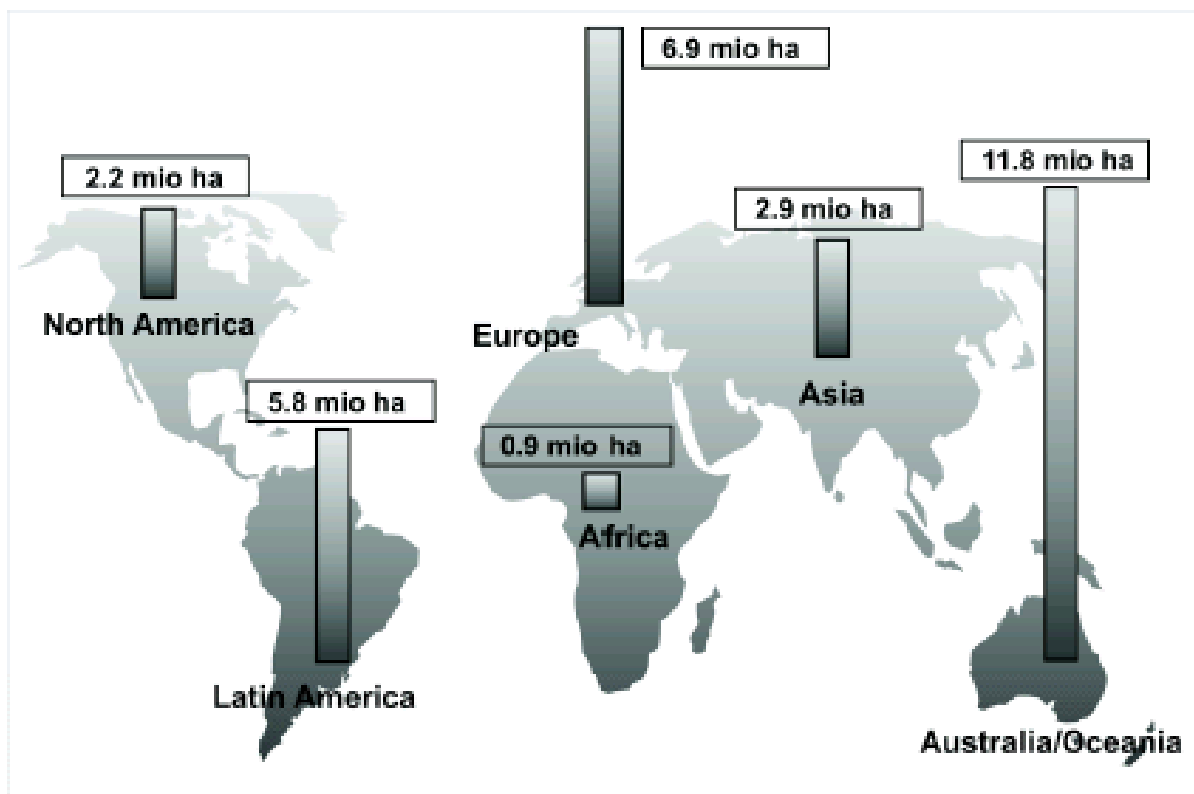 6.9 mio ha
11.8 mio ha
2.2 mio ha
2.9 mio ha
North America
Europe
Asia
5.8 mio ha
0.9 mio ha
Africa
Latin America
Australia/Oceania